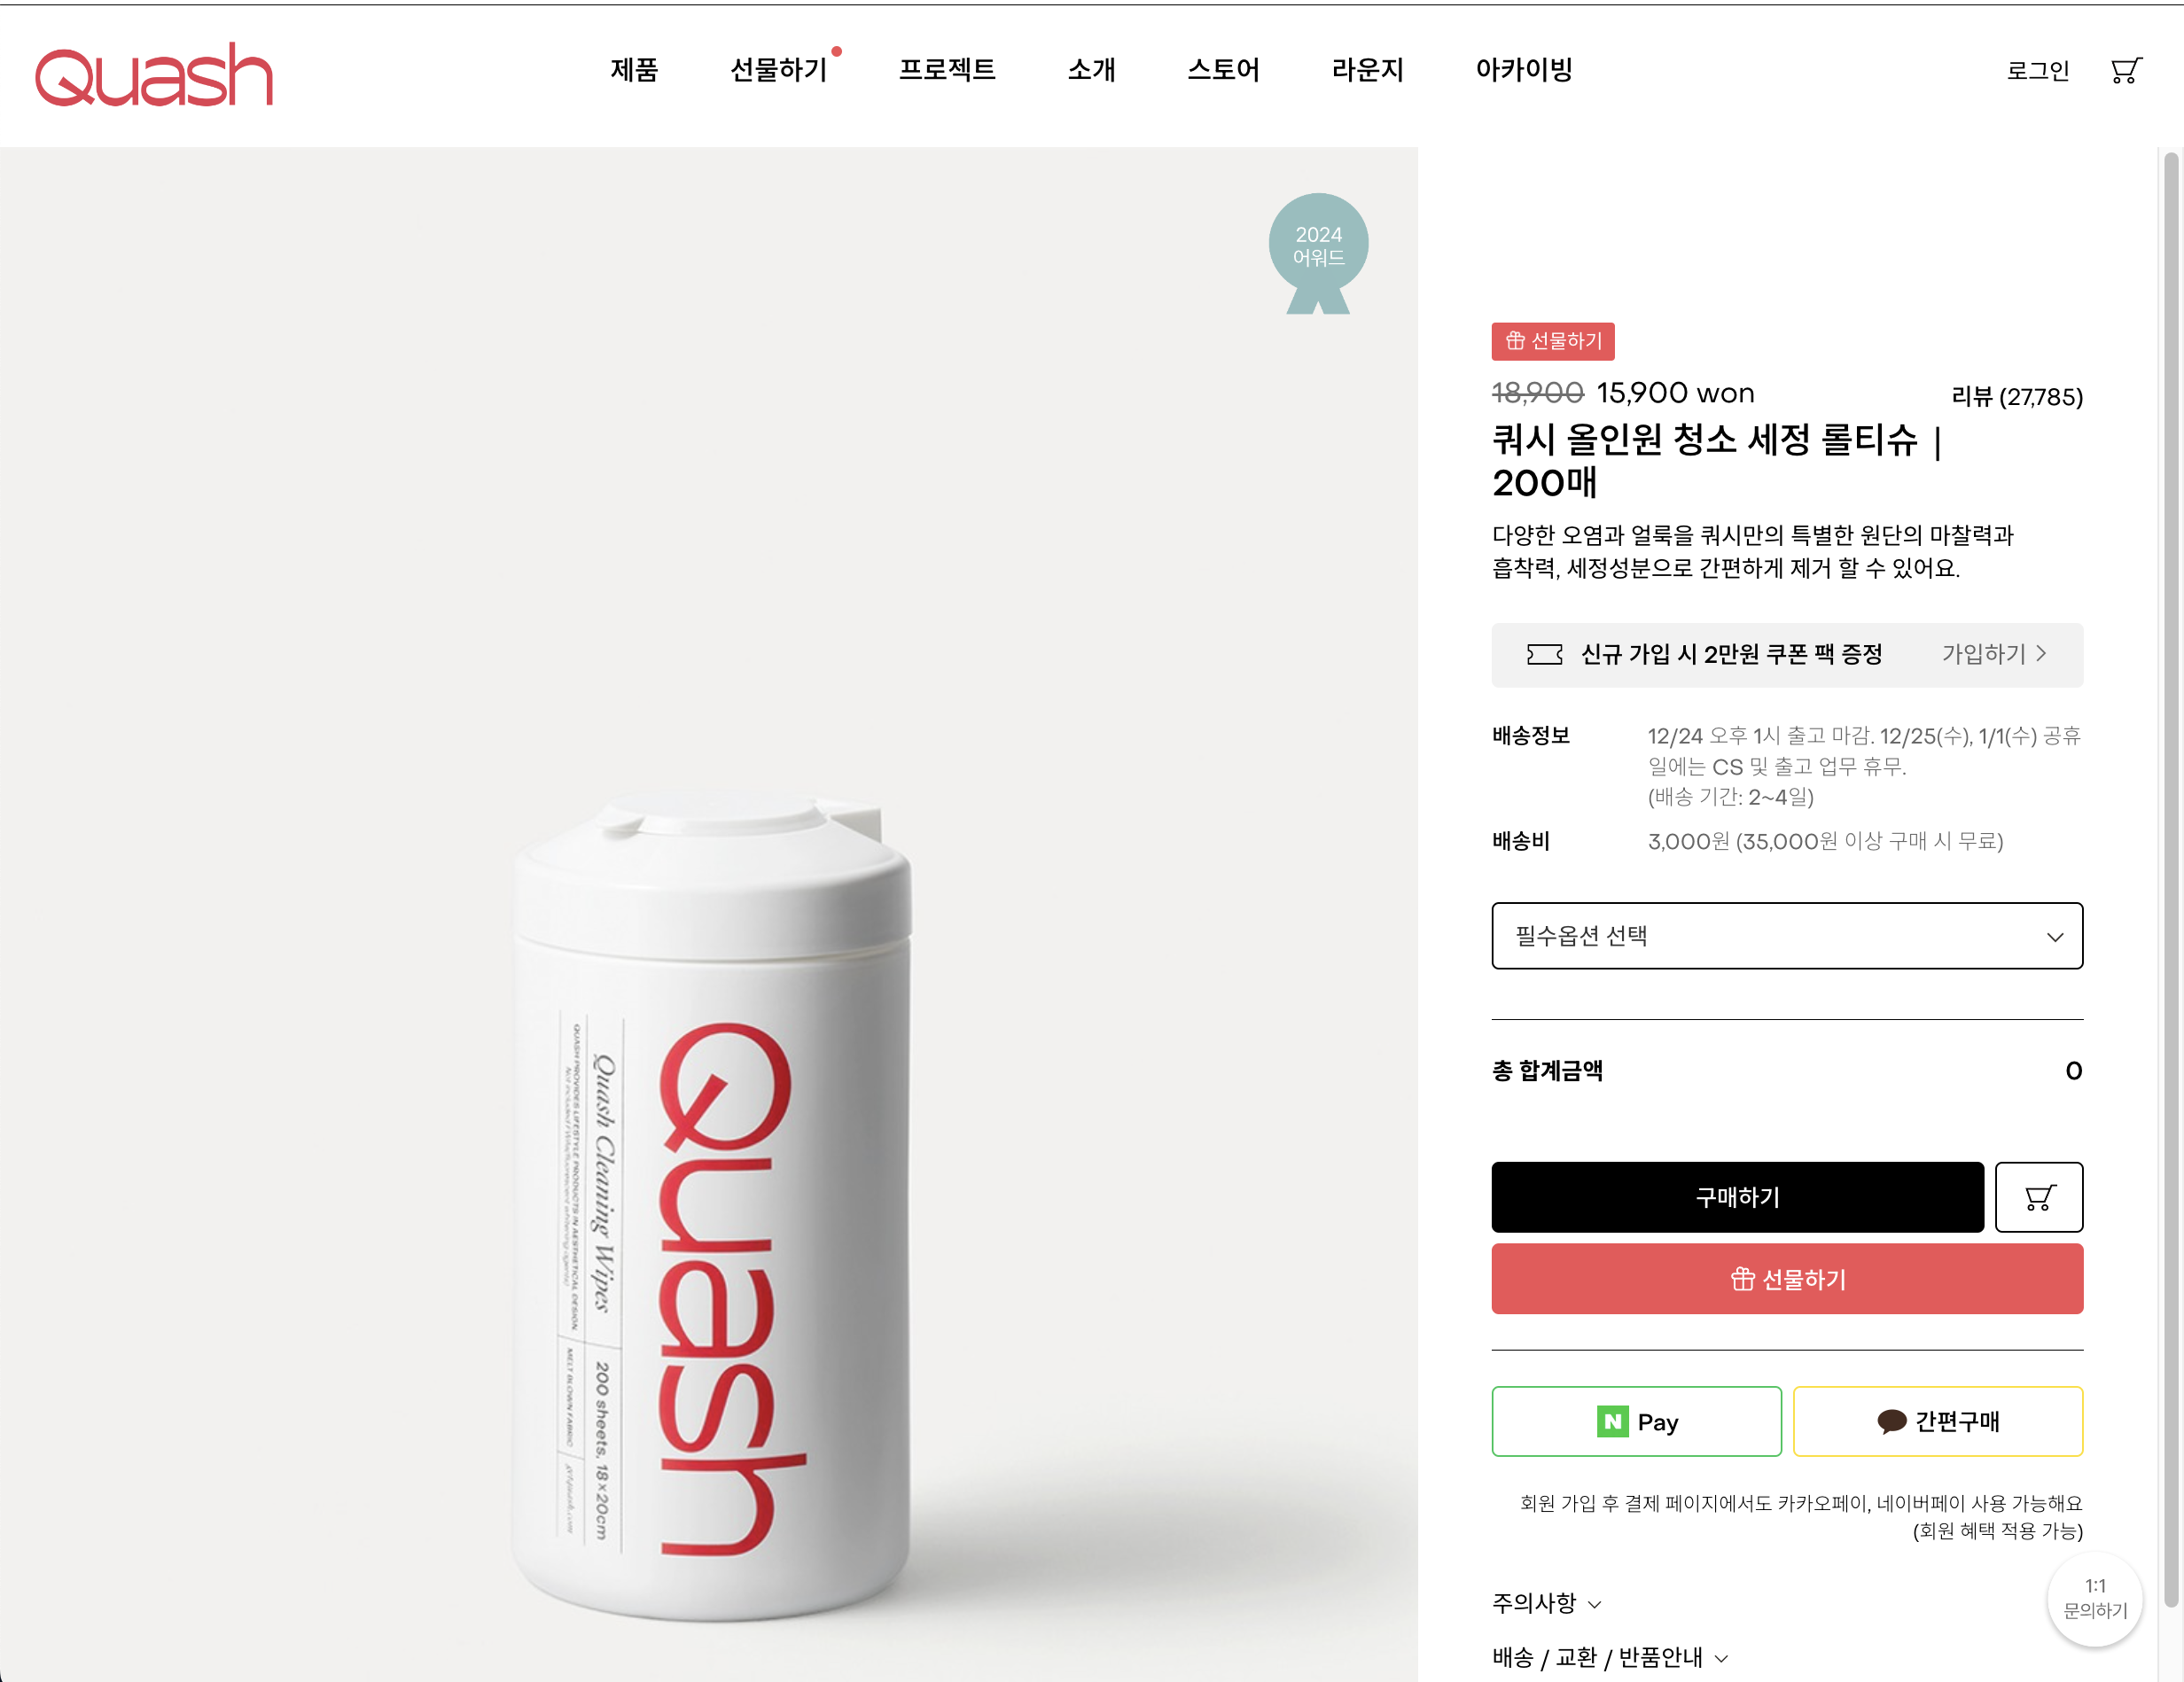 Quash
제품 선물하기 프로젝트 소개 스토어 라운지 아카이빙
로그인
2024
어워드
Quash
Quash Cleaning Wipes
200 sheets. 18×20cm
QUASH PROVIDES LIFESTYLE PRODUCTS IN AESTHETICAL DESIGN.
MELT BLOWN FABRIC
선물하기
18,900 15,900 won
리뷰 (27,785)
쿼시 올인원 청소 세정 롤티슈 |
200매
다양한 오염과 얼룩을 쿼시만의 특별한 원단의 마찰력과
흡착력, 세정성분으로 간편하게 제거 할 수 있어요.
신규 가입 시 2만원 쿠폰 팩 증정
가입하기 >
배송정보
12/24 오후 1시 출고 마감. 12/25(수), 1/1(수) 공휴
일에는 CS 및 출고 업무 휴무.
(배송 기간: 2~4일)
배송비
3,000원 (35,000원 이상 구매 시 무료)
필수옵션 선택
총 합계금액
0
구매하기
선물하기
N Pay
간편구매
회원 가입 후 결제 페이지에서도 카카오페이, 네이버페이 사용 가능해요
(회원 혜택 적용 가능)
주의사항
배송 / 교환 / 반품안내
1:1
문의하기